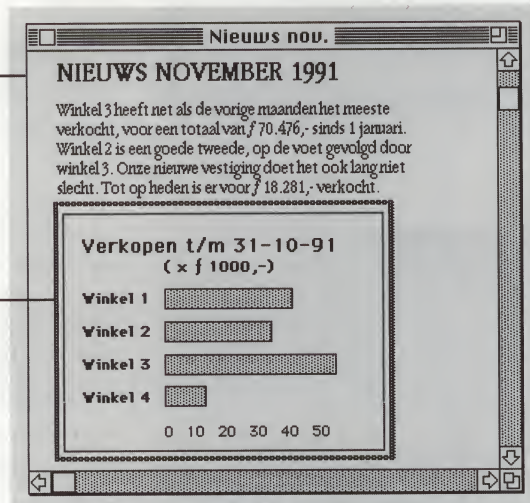 Nieuws nov.
NIEUWS NOVEMBER 1991
Winkel 3 heeft net als de vorige maanden het meeste
verkocht, voor een totaal van ƒ 70.476,- sinds 1 januari.
Winkel 2 is een goede tweede, op de voet gevolgd door
winkel 3. Onze nieuwe vestiging doet het ook lang niet
slecht. Tot op heden is er voor ƒ 18.281,- verkocht.
Verkopen t/m 31-10-91
( x ƒ 1000,-)
Winkel 1
Winkel 2
Winkel 3
Winkel 4
0 10 20 30 40 50